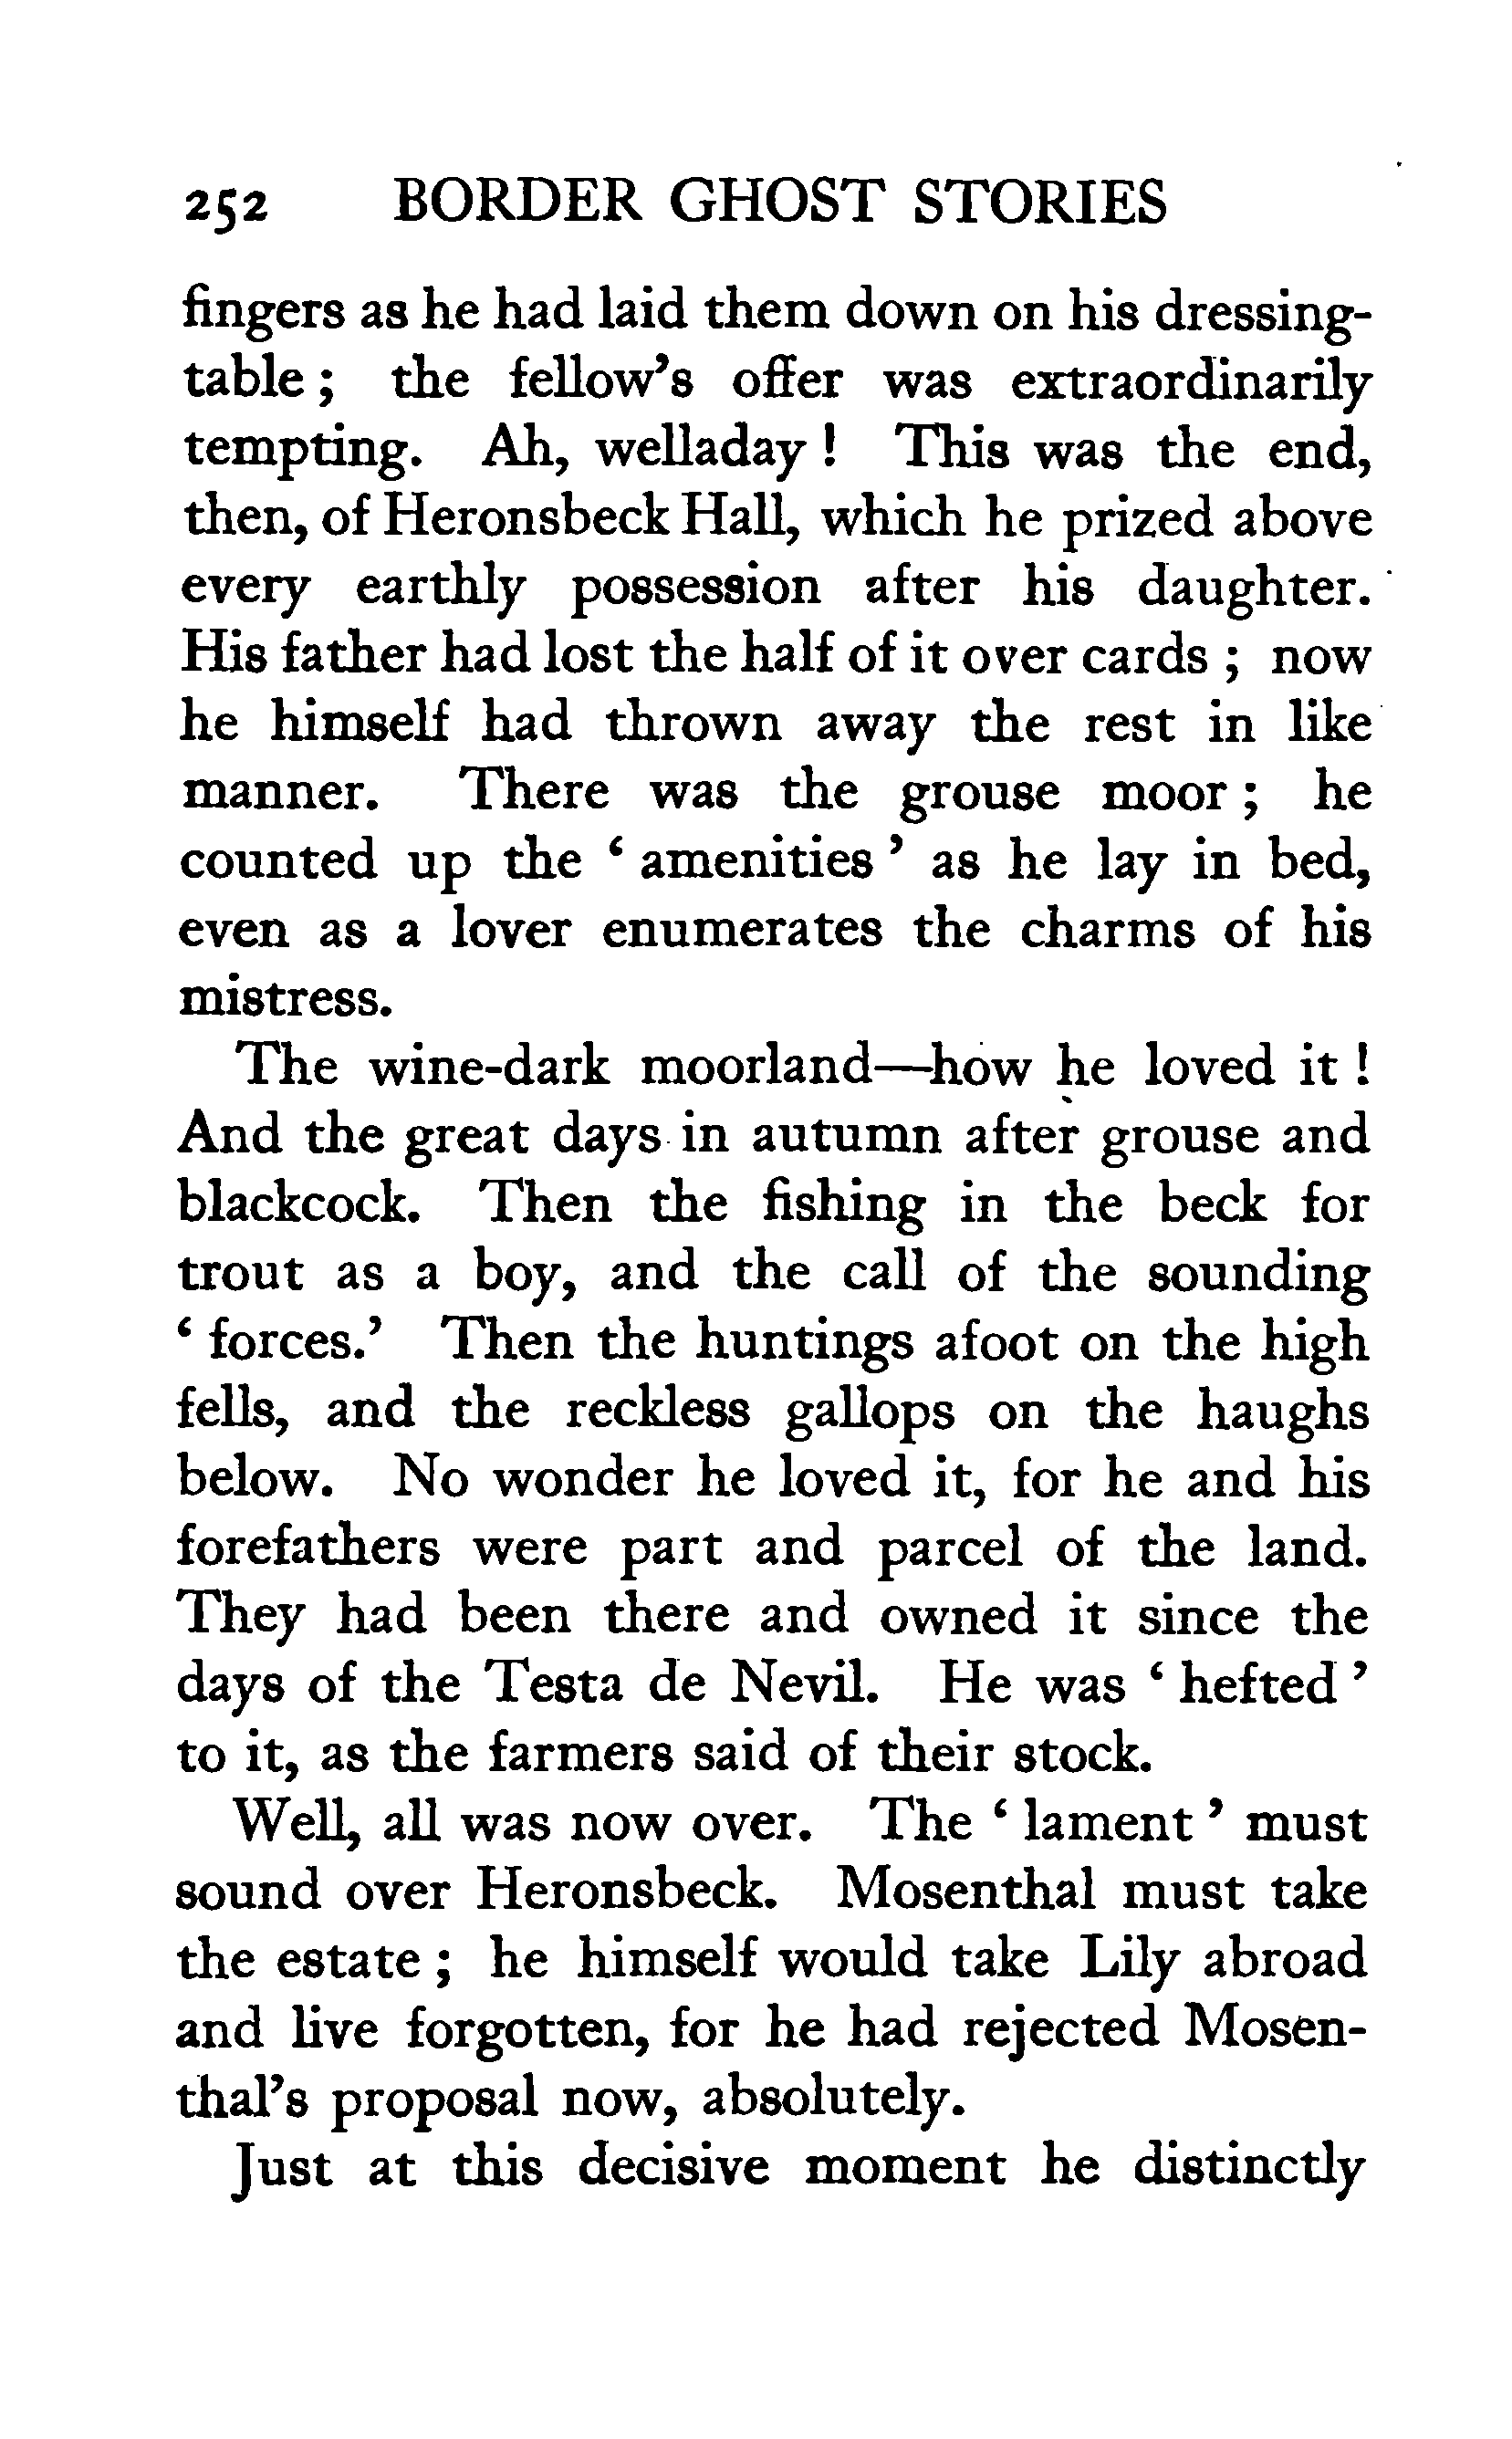 252 BORDER GHOST STORIES
fingers as he had laid them down on his dressing-
table ; the fellow's offer was extraordinarily
tempting. Ah, welladay ! This was the end,
then, of Heronsbeck Hall, which he prized above
every earthly possession after his daughter.
His father had lost the half of it over cards ; now
he himself had thrown away the rest in like
manner. There was the grouse moor ; he
counted up the ‘ amenities ’ as he lay in bed,
even as a lover enumerates the charms of his
mistress.
The wine-dark moorland—how he loved it !
And the great days in autumn after grouse and
blackcock. Then the fishing in the beck for
trout as a boy, and the call of the sounding
‘ forces.’ Then the huntings afoot on the high
fells, and the reckless gallops on the haughs
below. No wonder he loved it, for he and his
forefathers were part and parcel of the land.
They had been there and owned it since the
days of the Testa de Nevil. He was ‘ hefted ’
to it, as the farmers said of their stock.
Well, all was now over. The ‘ lament ’ must
sound over Heronsbeck. Mosenthal must take
the estate ; he himself would take Lily abroad
and live forgotten, for he had rejected Mosen-
thal's proposal now, absolutely.
Just at this decisive moment he distinctly